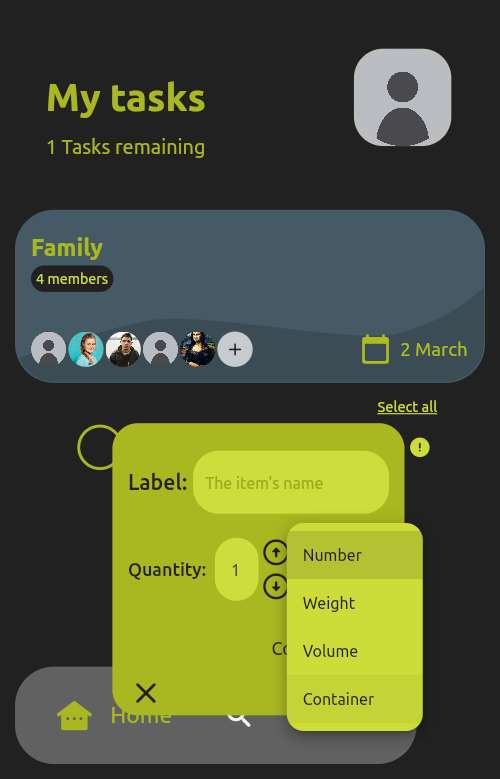 My tasks
1 Tasks remaining
Family
4 members
2 March
Select all
Label: The item's name
Quantity: 1
Number
Weight
Volume
Container
Home